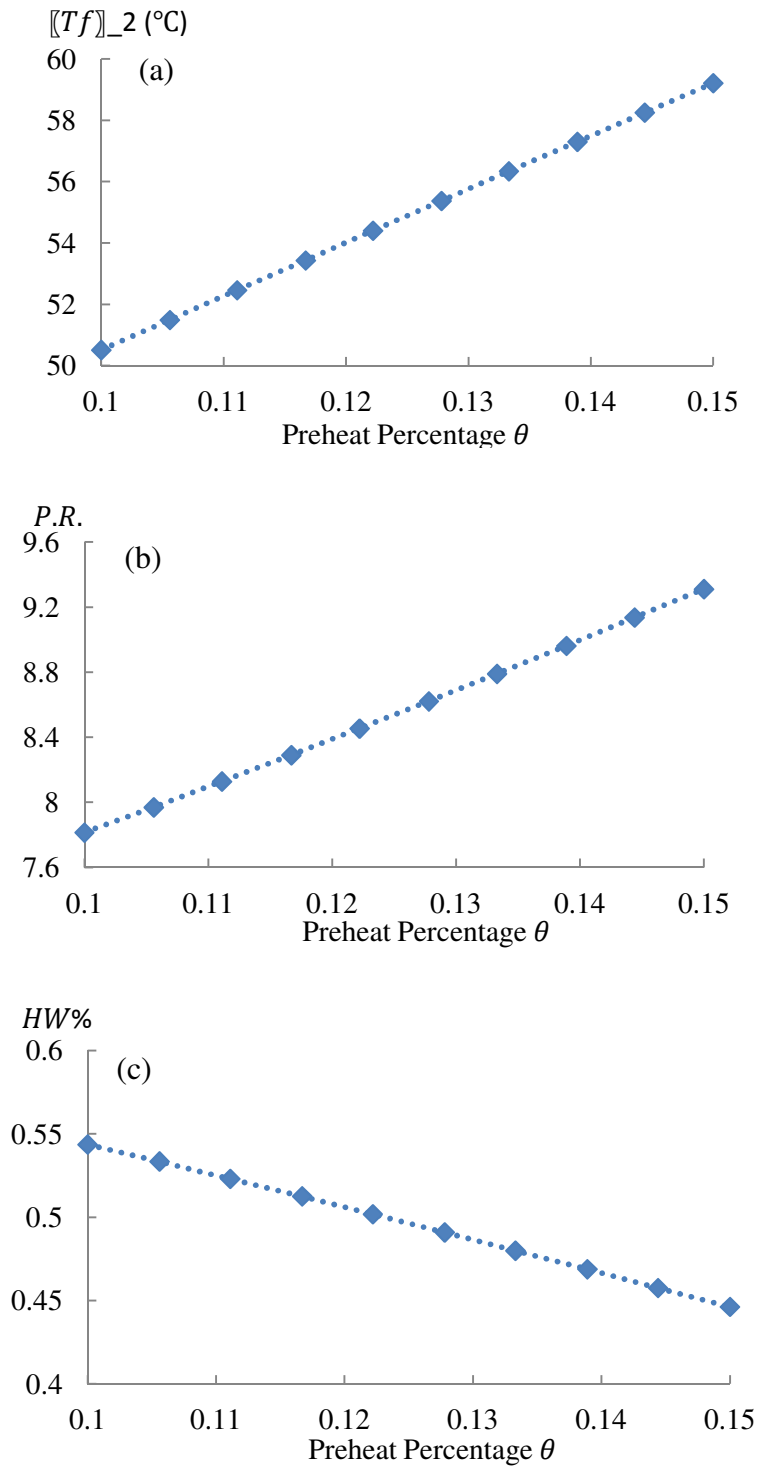 〖Tf〗_2 (°C)
(a)
60
58
56
54
52
50
0.1 0.11 0.12 0.13 0.14 0.15
Preheat Percentage θ
P.R.
(b)
9.6
9.2
8.8
8.4
8
7.6
0.1 0.11 0.12 0.13 0.14 0.15
Preheat Percentage θ
HW%
(c)
0.6
0.55
0.5
0.45
0.4
0.1 0.11 0.12 0.13 0.14 0.15
Preheat Percentage θ